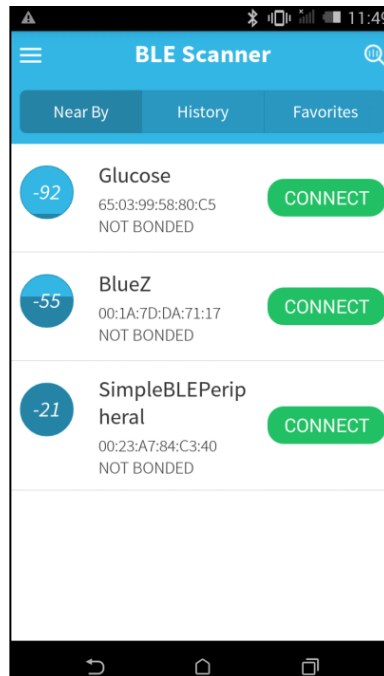 11:49
BLE Scanner
Near By History Favorites
-92
Glucose
65:03:99:58:80:C5
NOT BONDED
CONNECT
-55
BlueZ
00:1A:7D:DA:71:17
NOT BONDED
CONNECT
-21
SimpleBLEPerip
heral
00:23:A7:84:C3:40
NOT BONDED
CONNECT